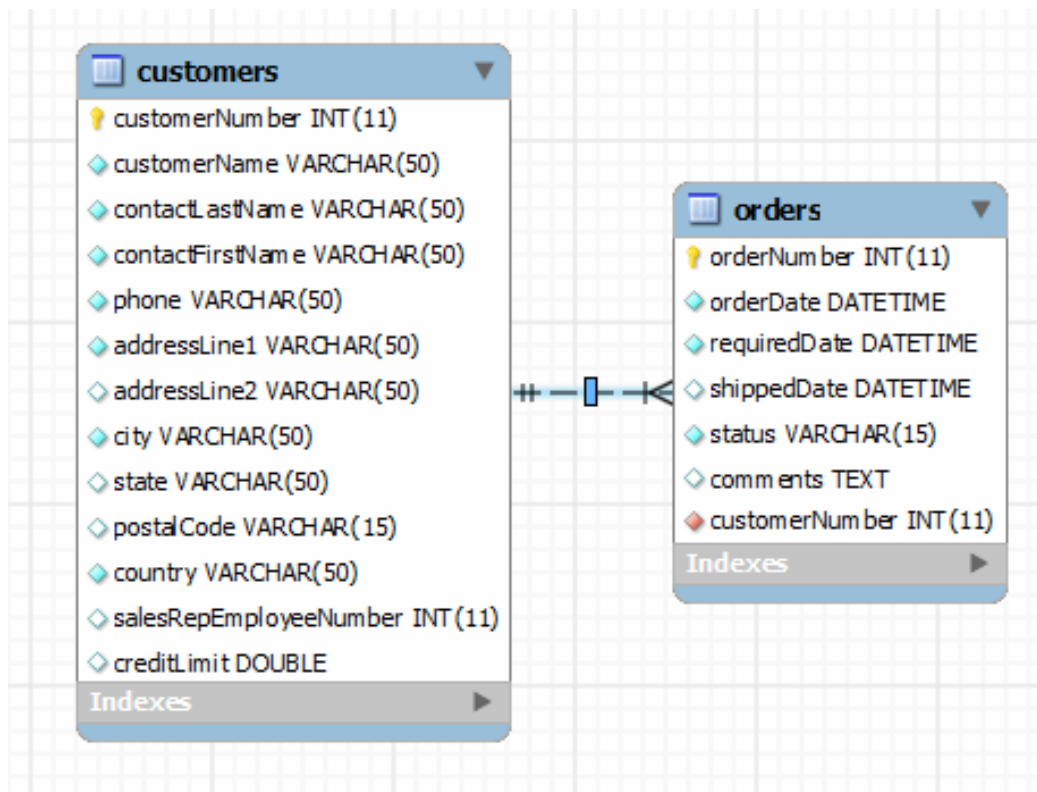 customers
customerNumber INT(11)
customerName VARCHAR(50)
contactLastName VARCHAR(50)
contactFirstName VARCHAR(50)
phone VARCHAR(50)
addressLine1 VARCHAR(50)
addressLine2 VARCHAR(50)
city VARCHAR(50)
state VARCHAR(50)
postalCode VARCHAR(15)
country VARCHAR(50)
salesRepEmployeeNumber INT(11)
creditLimit DOUBLE
Indexes
orders
orderNumber INT(11)
orderDate DATETIME
requiredDate DATETIME
shippedDate DATETIME
status VARCHAR(15)
comments TEXT
customerNumber INT(11)
Indexes